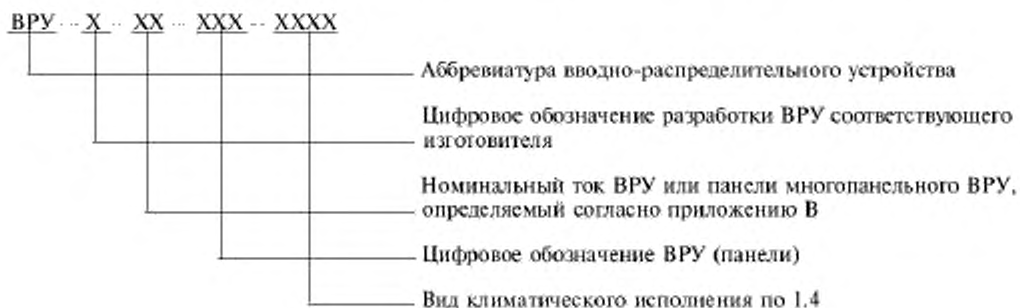 ВРУ -- X -- XX -- XXX -- XXXX
Аббревиатура вводно-распределительного устройства
Цифровое обозначение разработки ВРУ соответствующего
изготовителя
Номинальный ток ВРУ или панели многопанельного ВРУ,
определяемый согласно приложению В
Цифровое обозначение ВРУ (панели)
Вид климатического исполнения по 1.4